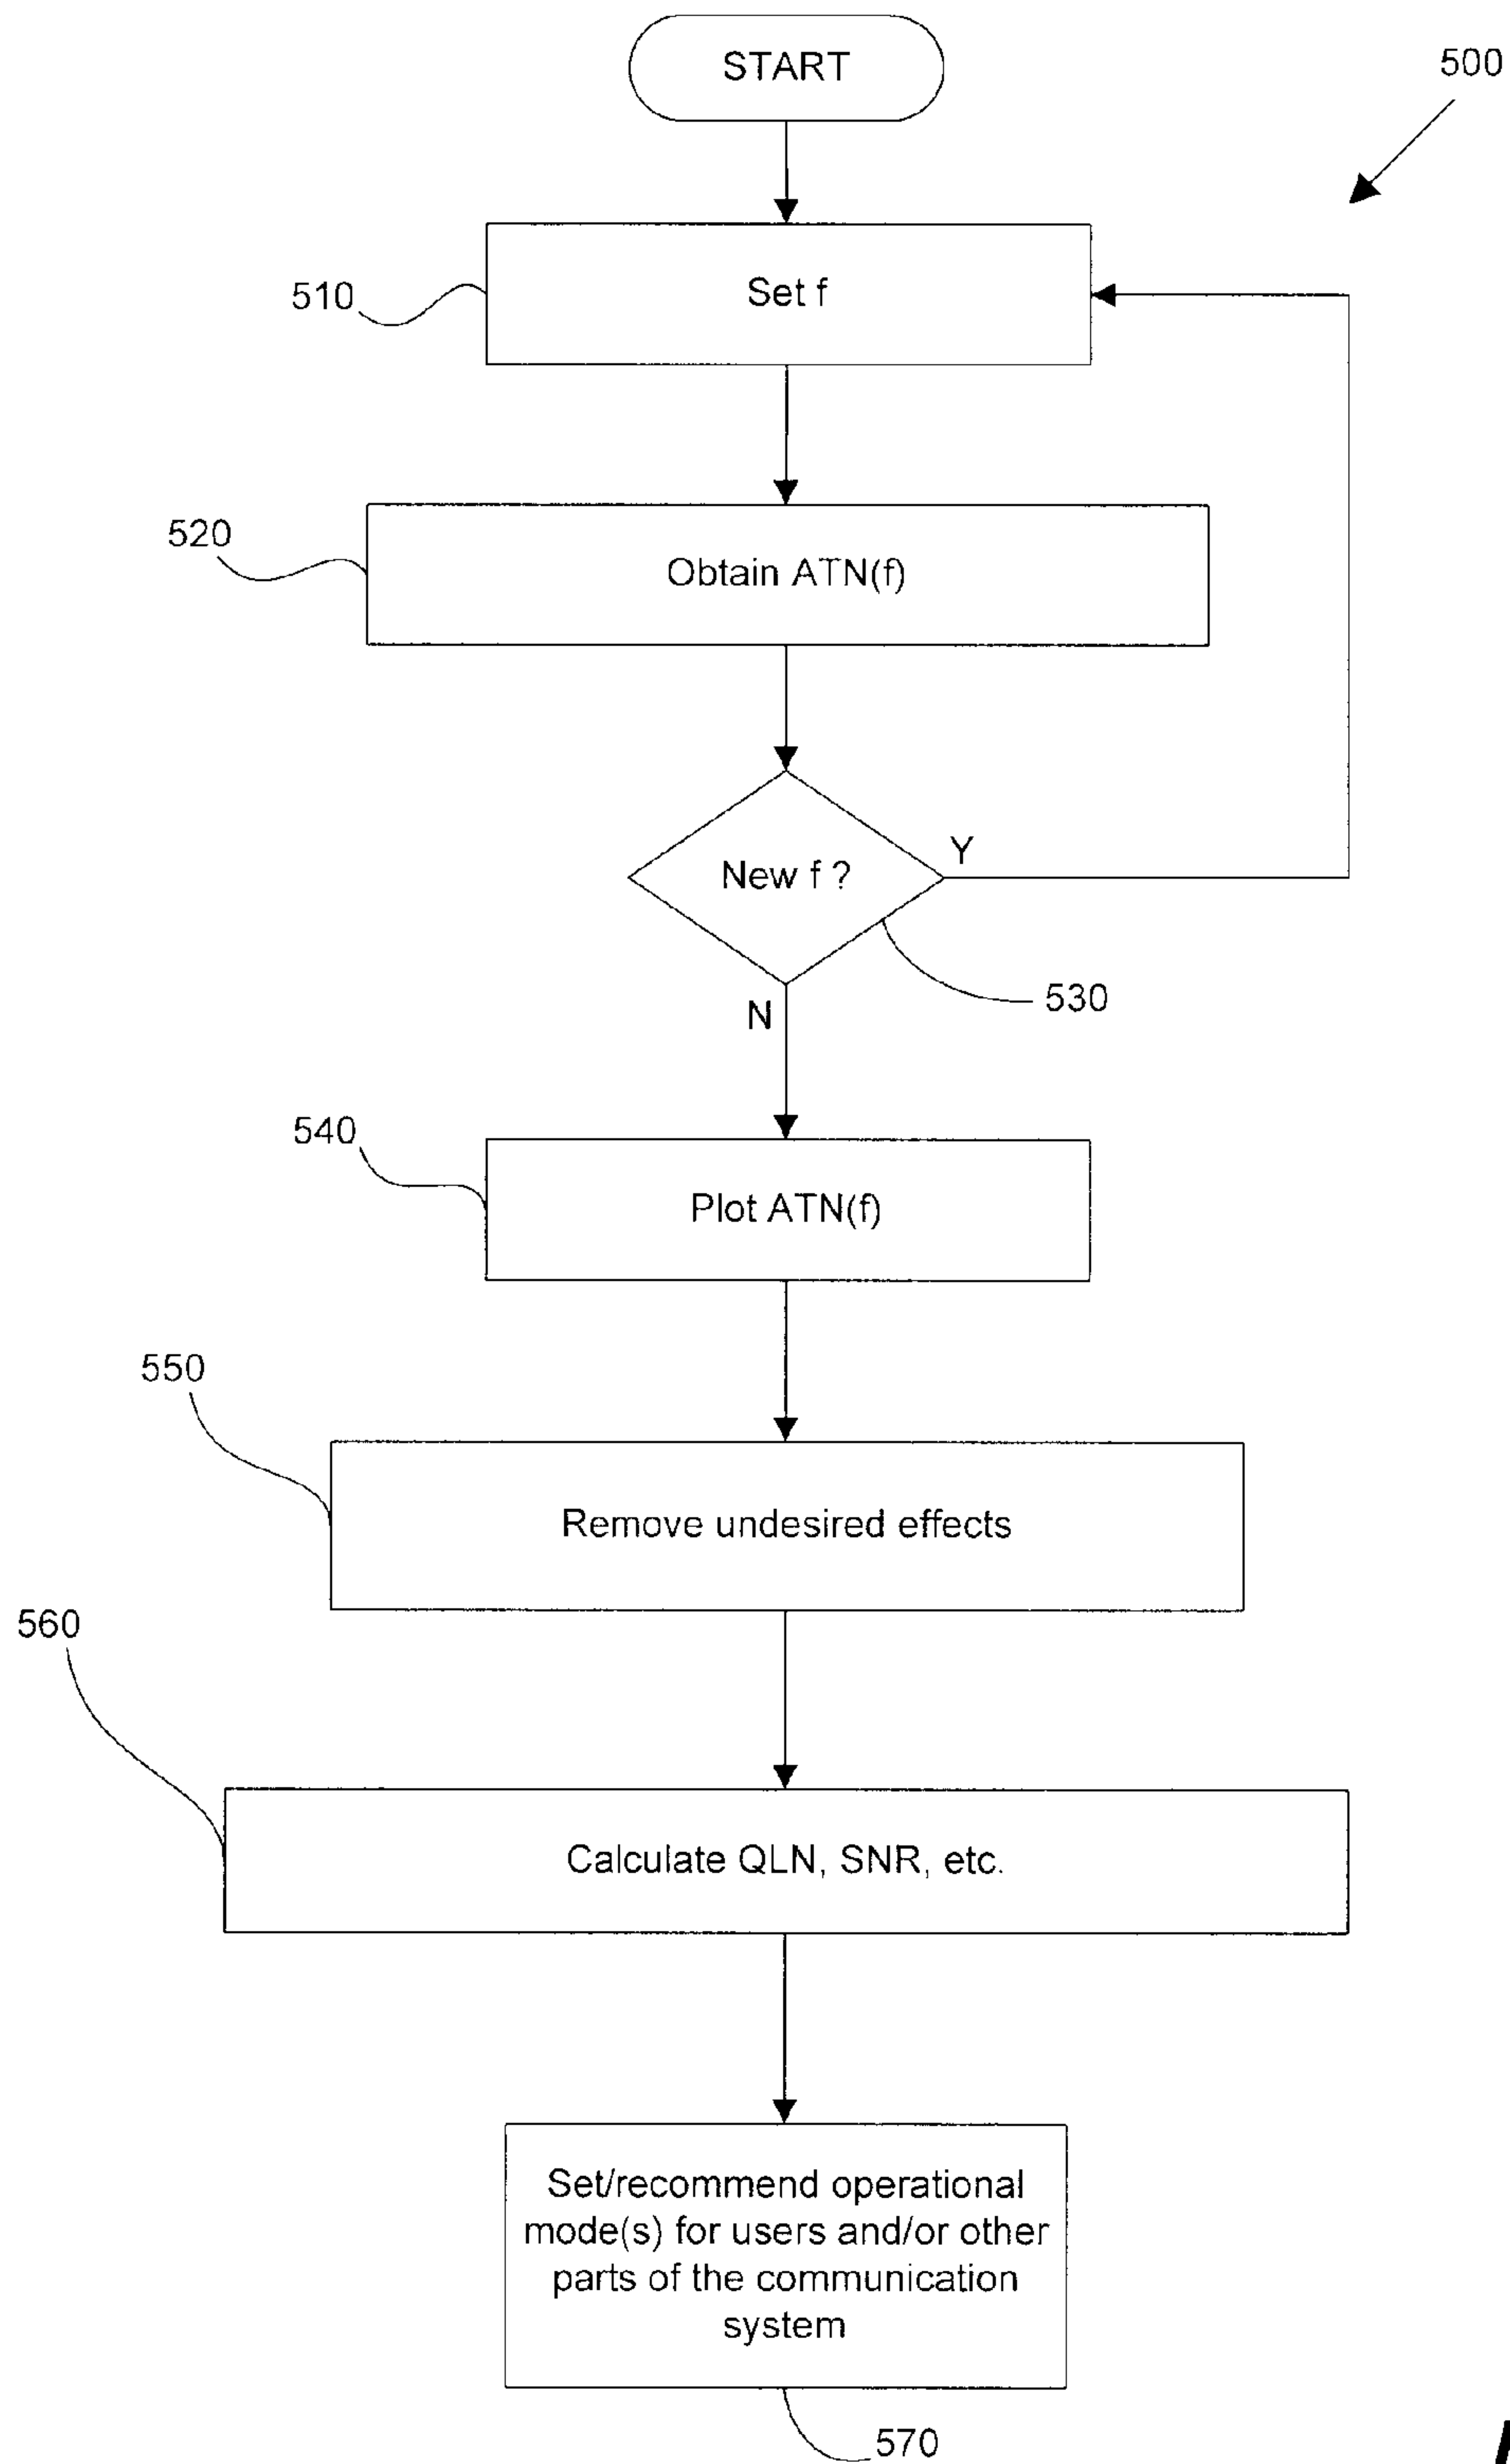 START
500
510
Set f
520
Obtain ATN(f)
New f ?
Y
530
N
540
Plot ATN(f)
550
Remove undesired effects
560
Calculate QLN, SNR, etc.
Set/recommend operational
mode(s) for users and/or other
parts of the communication
system
570